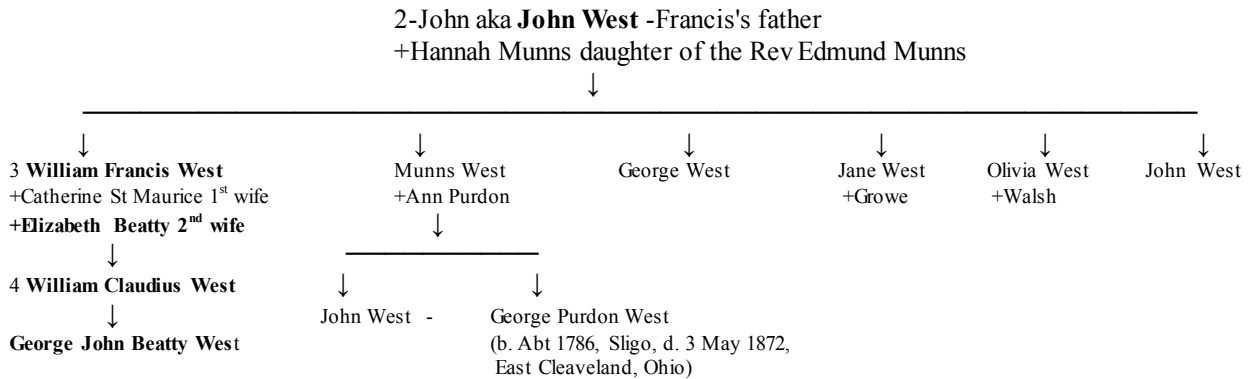 2-John aka John West -Francis's father
+Hannah Munns daughter of the Rev Edmund Munns
3 William Francis West
+Catherine St Maurice 1st wife
+Elizabeth Beatty 2nd wife
4 William Claudius West
George John Beatty West
Munns West
+Ann Purdon
John West -
George Purdon West
(b. Abt 1786, Sligo, d. 3 May 1872,
East Cleaveland, Ohio)
George West
Jane West
+Growe
Olivia West
+Walsh
John West